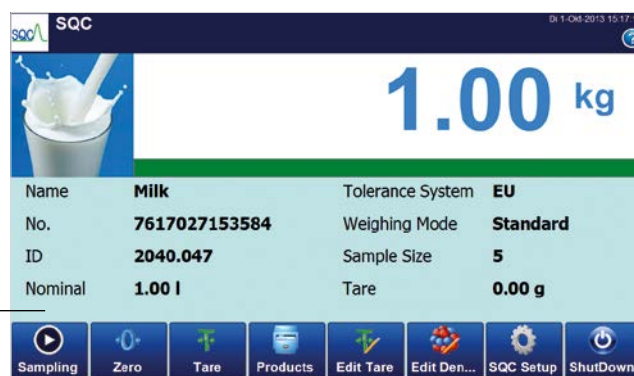 SQC SQC Di 1-Okt-2013 15:17
1.00 kg
Name Milk Tolerance System EU
No. 7617027153584 Weighing Mode Standard
ID 2040.047 Sample Size 5
Nominal 1.00 l Tare 0.00 g
Sampling Zero Tare Products Edit Tare Edit Den... SQC Setup ShutDown